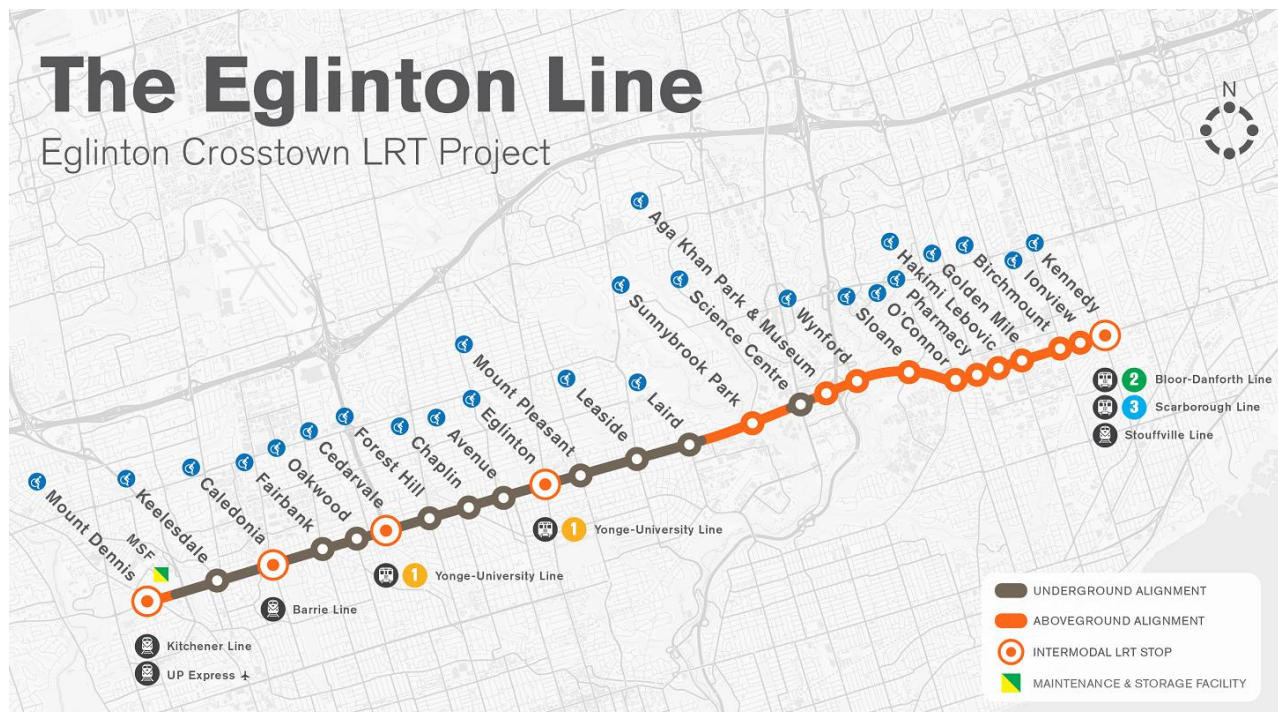 The Eglinton Line
Eglinton Crosstown LRT Project
N
Mount Dennis
MSF
Keelesdale
Caledonia
Fairbank
Oakwood
Cedarvale
Forest Hill
Chaplin
Avenue
Eglinton
Mount Pleasant
Leaside
Laird
Sunnybrook Park
Science Centre
Aga Khan Park & Museum
Wynford
Sloane
O'Connor
Pharmacy
Hakimi Lebovic
Golden Mile
Birchmount
Ionview
Kennedy
Kitchener Line
UP Express
Barrie Line
1 Yonge-University Line
1 Yonge-University Line
2 Bloor-Danforth Line
3 Scarborough Line
Stouffville Line
UNDERGROUND ALIGNMENT
ABOVEGROUND ALIGNMENT
INTERMODAL LRT STOP
MAINTENANCE & STORAGE FACILITY